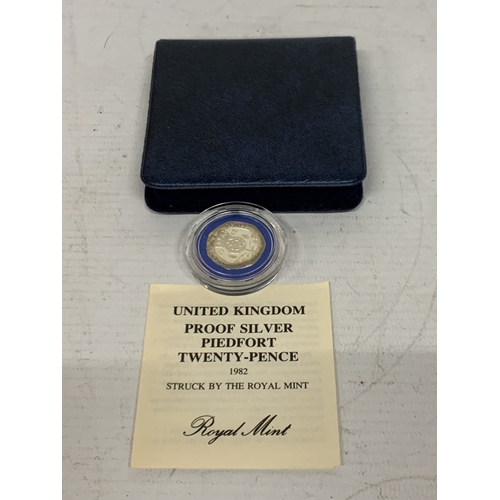 UNITED KINGDOM
PROOF SILVER
PIEDFORT
TWENTY-PENCE
1982
STRUCK BY THE ROYAL MINT
Royal Mint